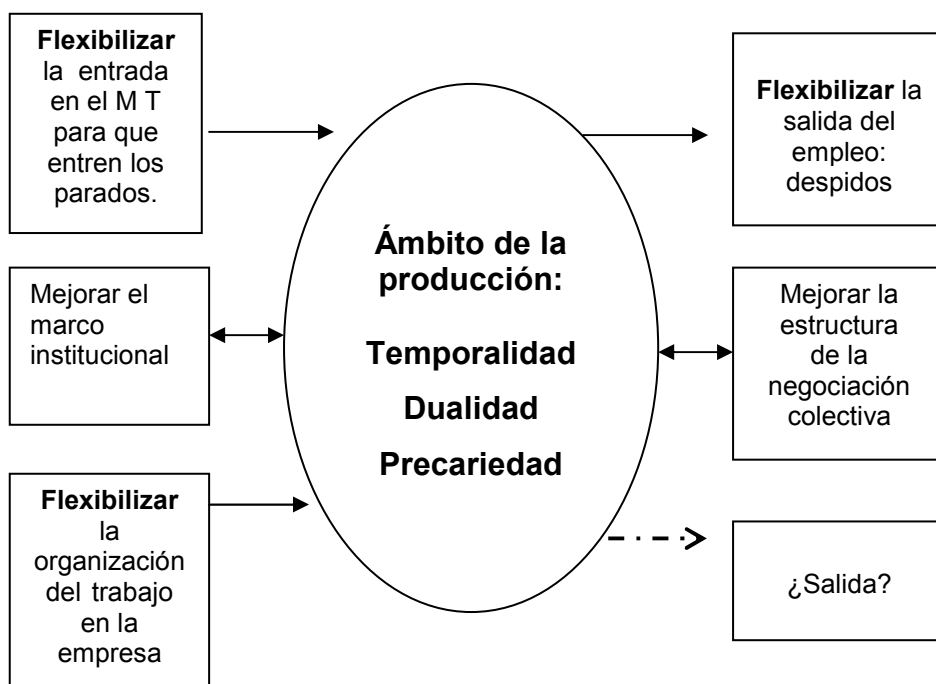 Flexibilizar
la entrada
en el M T
para que
entren los
parados.
Mejorar el
marco
institucional
Flexibilizar
la
organización
del trabajo
en la
empresa
Ámbito de la
producción:
Temporalidad
Dualidad
Precariedad
Flexibilizar la
salida del
empleo:
despidos
Mejorar la
estructura
de la
negociación
colectiva
¿Salida?